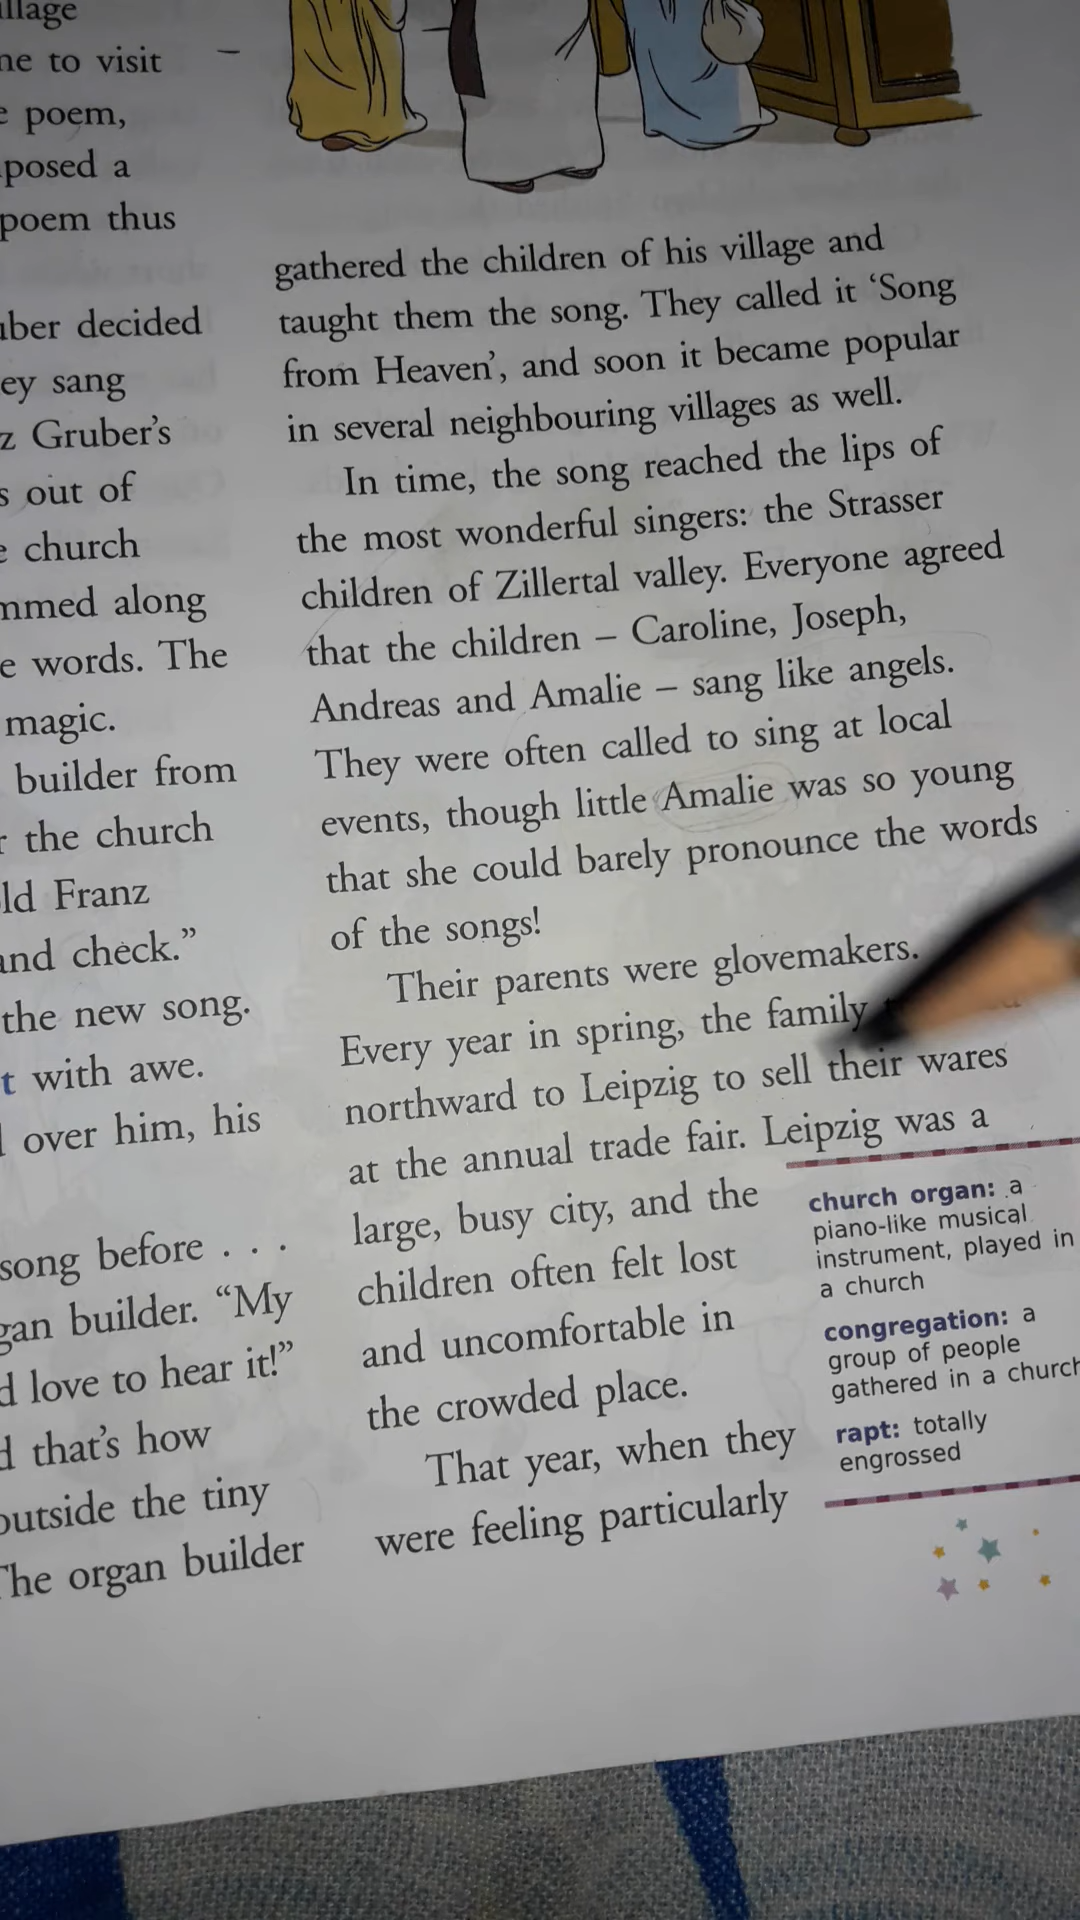 illage
to visit
poem,
posed a
poem thus
decided
sang
Gruber's
out of
church
along
words. The
magic.
builder from
the church
Franz
and check."
the new song.
with awe.
over him, his
song before . . .
builder. "My
love to hear it!"
that's how
outside the tiny
The organ builder
gathered the children of his village and
taught them the song. They called it 'Song
from Heaven', and soon it became popular
in several neighbouring villages as well.
In time, the song reached the lips of
the most wonderful singers: the Strasser
children of Zillertal valley. Everyone agreed
that the children – Caroline, Joseph,
Andreas and Amalie – sang like angels.
They were often called to sing at local
events, though little Amalie was so young
that she could barely pronounce the words
of the songs!
Their parents were glovemakers.
Every year in spring, the family
northward to Leipzig to sell their wares
at the annual trade fair. Leipzig was a
large, busy city, and the
children often felt lost
and uncomfortable in
the crowded place.
That year, when they
were feeling particularly
church organ: a
piano-like musical
instrument, played in
a church
congregation: a
group of people
gathered in a church
rapt: totally
engrossed